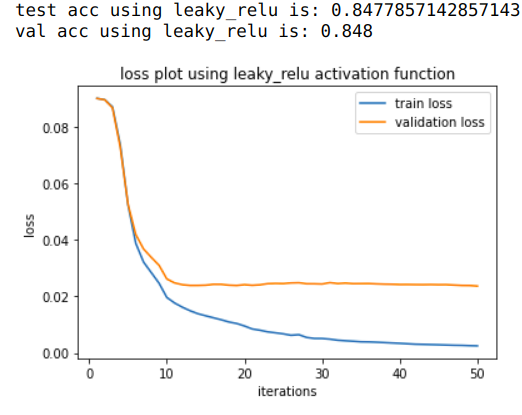 test acc using leaky_relu is: 0.8477857142857143
val acc using leaky_relu is: 0.848
loss plot using leaky_relu activation function
train loss
validation loss
0.08
0.06
0.04
0.02
0.00
loss
0 10 20 30 40 50
iterations